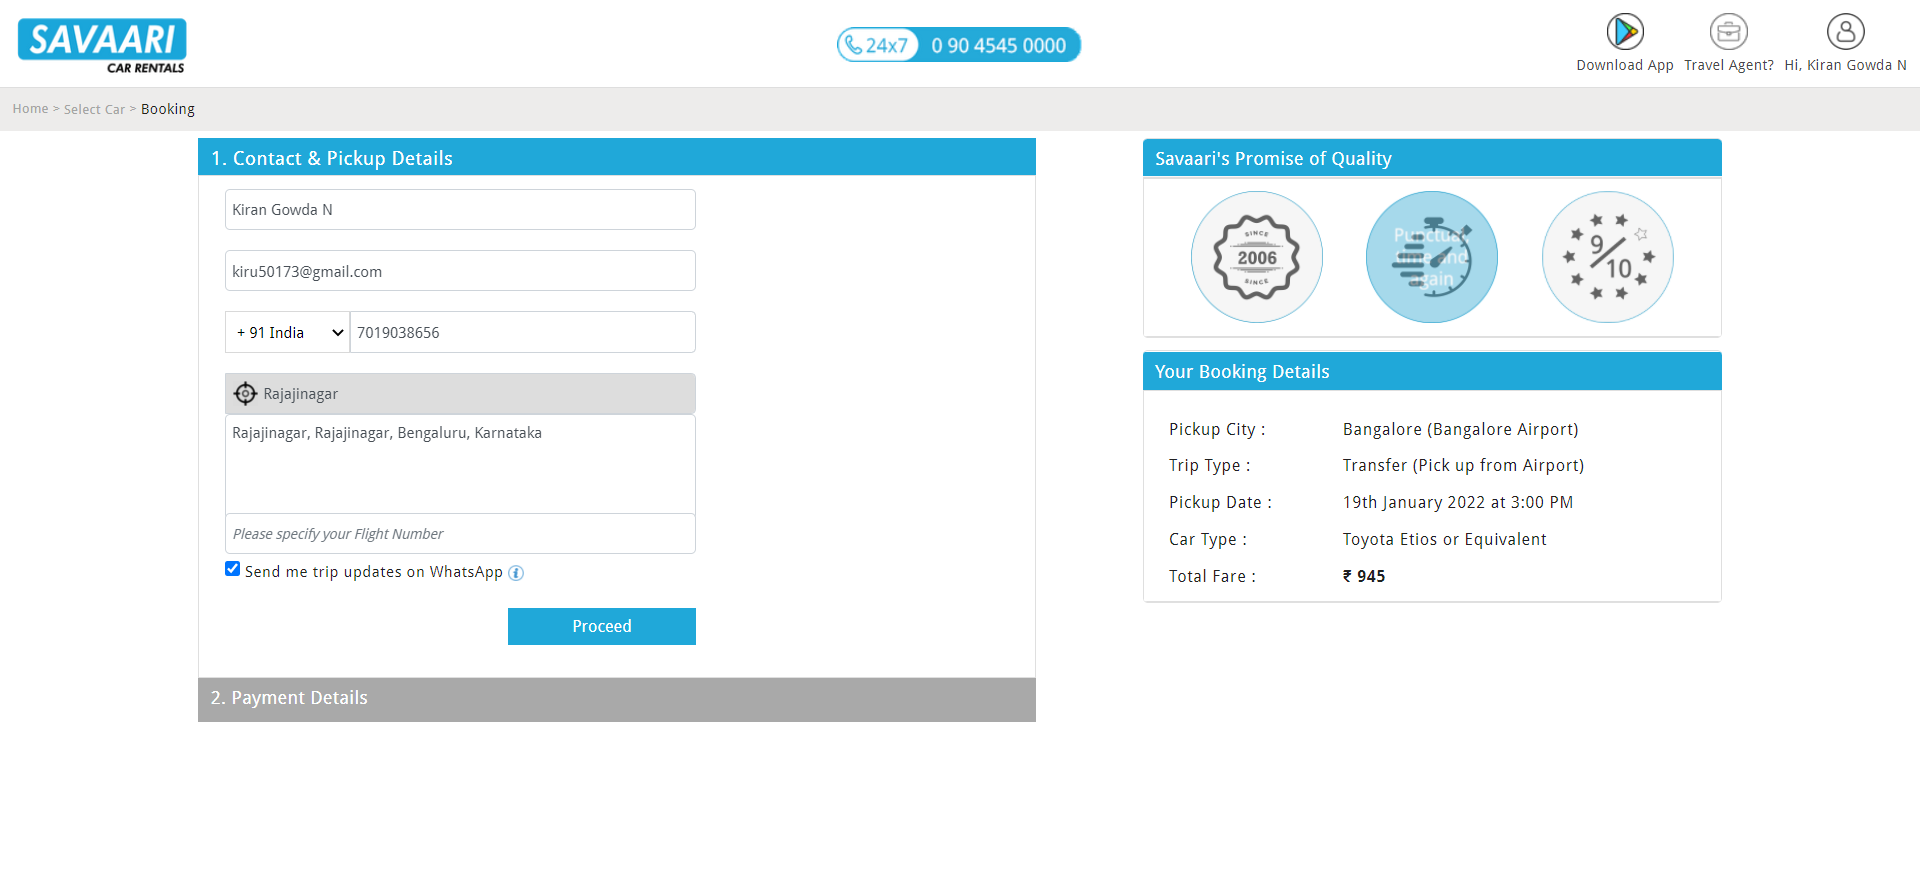 SAVAARI
CAR RENTALS
24x7 0 90 4545 0000
Download App
Travel Agent?
Hi, Kiran Gowda N
Home > Select Car > Booking
1. Contact & Pickup Details
Kiran Gowda N
kiru50173@gmail.com
+ 91 India 7019038656
Rajajinagar
Rajajinagar, Rajajinagar, Bengaluru, Karnataka
Please specify your Flight Number
Send me trip updates on WhatsApp
Proceed
2. Payment Details
Savaari's Promise of Quality
SINCE
2006
SINCE
Punctual,
time and
again
9/10
Your Booking Details
Pickup City : Bangalore (Bangalore Airport)
Trip Type : Transfer (Pick up from Airport)
Pickup Date : 19th January 2022 at 3:00 PM
Car Type : Toyota Etios or Equivalent
Total Fare : ₹ 945